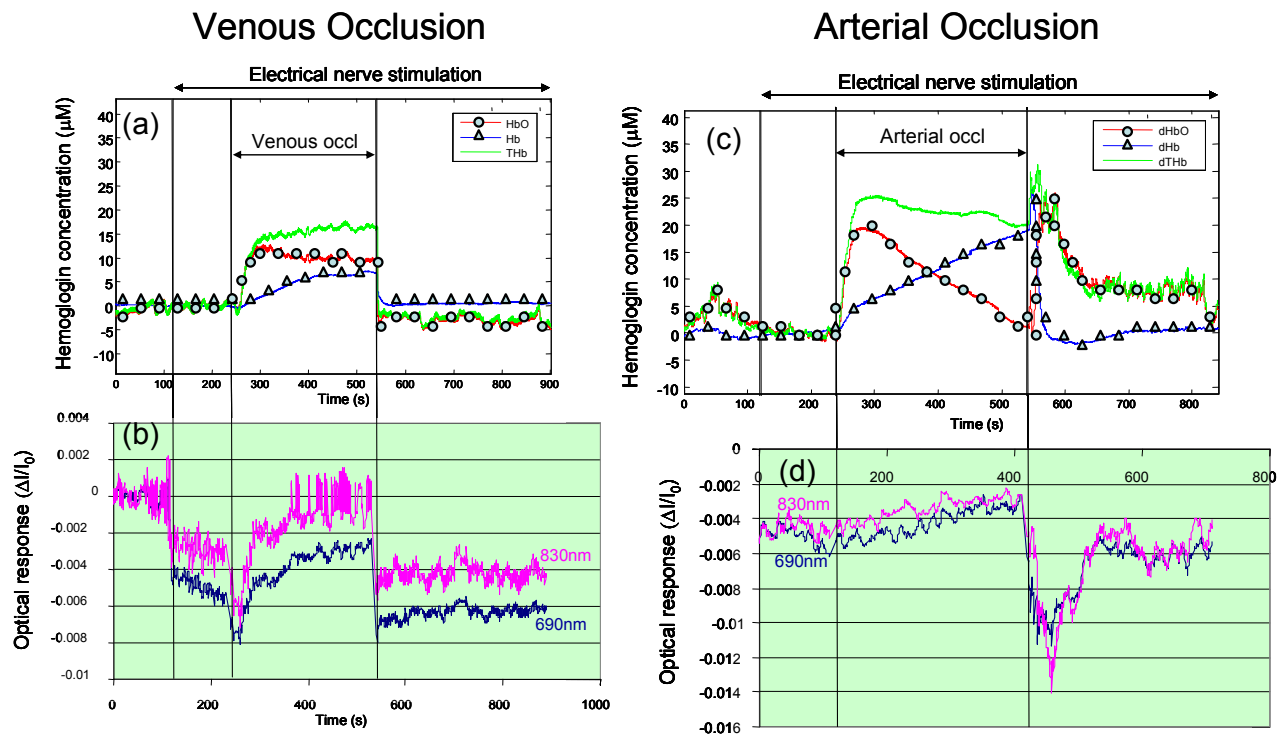 Venous Occlusion
Arterial Occlusion
Electrical nerve stimulation
(a)
Venous occl
HbO
Hb
THb
Hemoglogin concentration (μM)
40
35
30
25
20
15
10
5
0
-5
-10
0 100 200 300 400 500 600 700 800 900
Time (s)
Electrical nerve stimulation
(c)
Arterial occl
dHbO
dHb
dTHb
Hemoglogin concentration (μM)
40
35
30
25
20
15
10
5
0
-5
-10
0 100 200 300 400 500 600 700 800
Time (s)
(b)
Optical response (ΔI/I0)
0.004
0.002
0
-0.002
-0.004
-0.006
-0.008
-0.01
830nm
690nm
0 200 400 600 800 1000
Time (s)
(d)
Optical response (ΔI/I0)
0
-0.002
-0.004
-0.006
-0.008
-0.01
-0.012
-0.014
-0.016
0 200 400 600 800
830nm
690nm